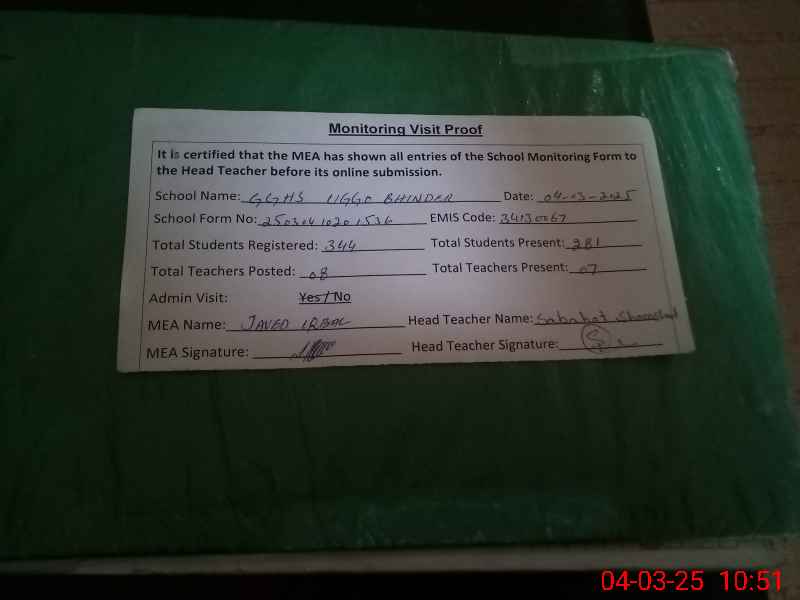 Monitoring Visit Proof
It is certified that the MEA has shown all entries of the School Monitoring Form to
the Head Teacher before its online submission.
School Name: GGHS UGGO BHINDER Date: 04-03-2025
School Form No: 25030410201536 EMIS Code: 34130067
Total Students Registered: 344 Total Students Present: 281
Total Teachers Posted: 08 Total Teachers Present: 07
Admin Visit: Yes/No
MEA Name: JAVED IQBAL Head Teacher Name: Sabahat
MEA Signature: Head Teacher Signature:
04-03-25 10:51